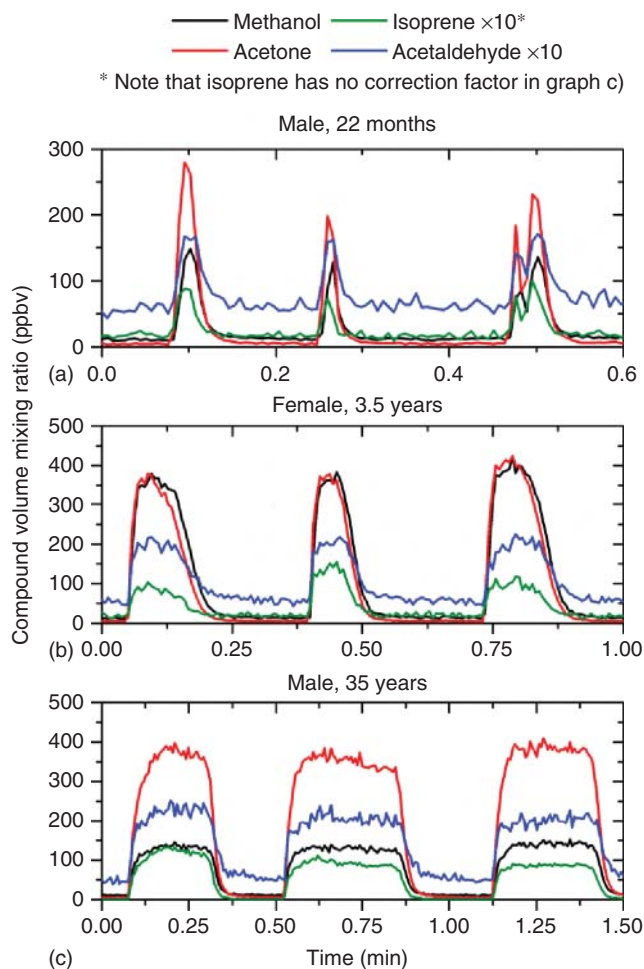 Methanol Isoprene ×10*
Acetone Acetaldehyde ×10
* Note that isoprene has no correction factor in graph c)
Male, 22 months
300
200
100
0
(a)
0.0 0.2 0.4 0.6
Female, 3.5 years
500
400
300
200
100
0
(b)
0.00 0.25 0.50 0.75 1.00
Male, 35 years
500
400
300
200
100
0
(c)
0.00 0.25 0.50 0.75 1.00 1.25 1.50
Time (min)
Compound volume mixing ratio (ppbv)